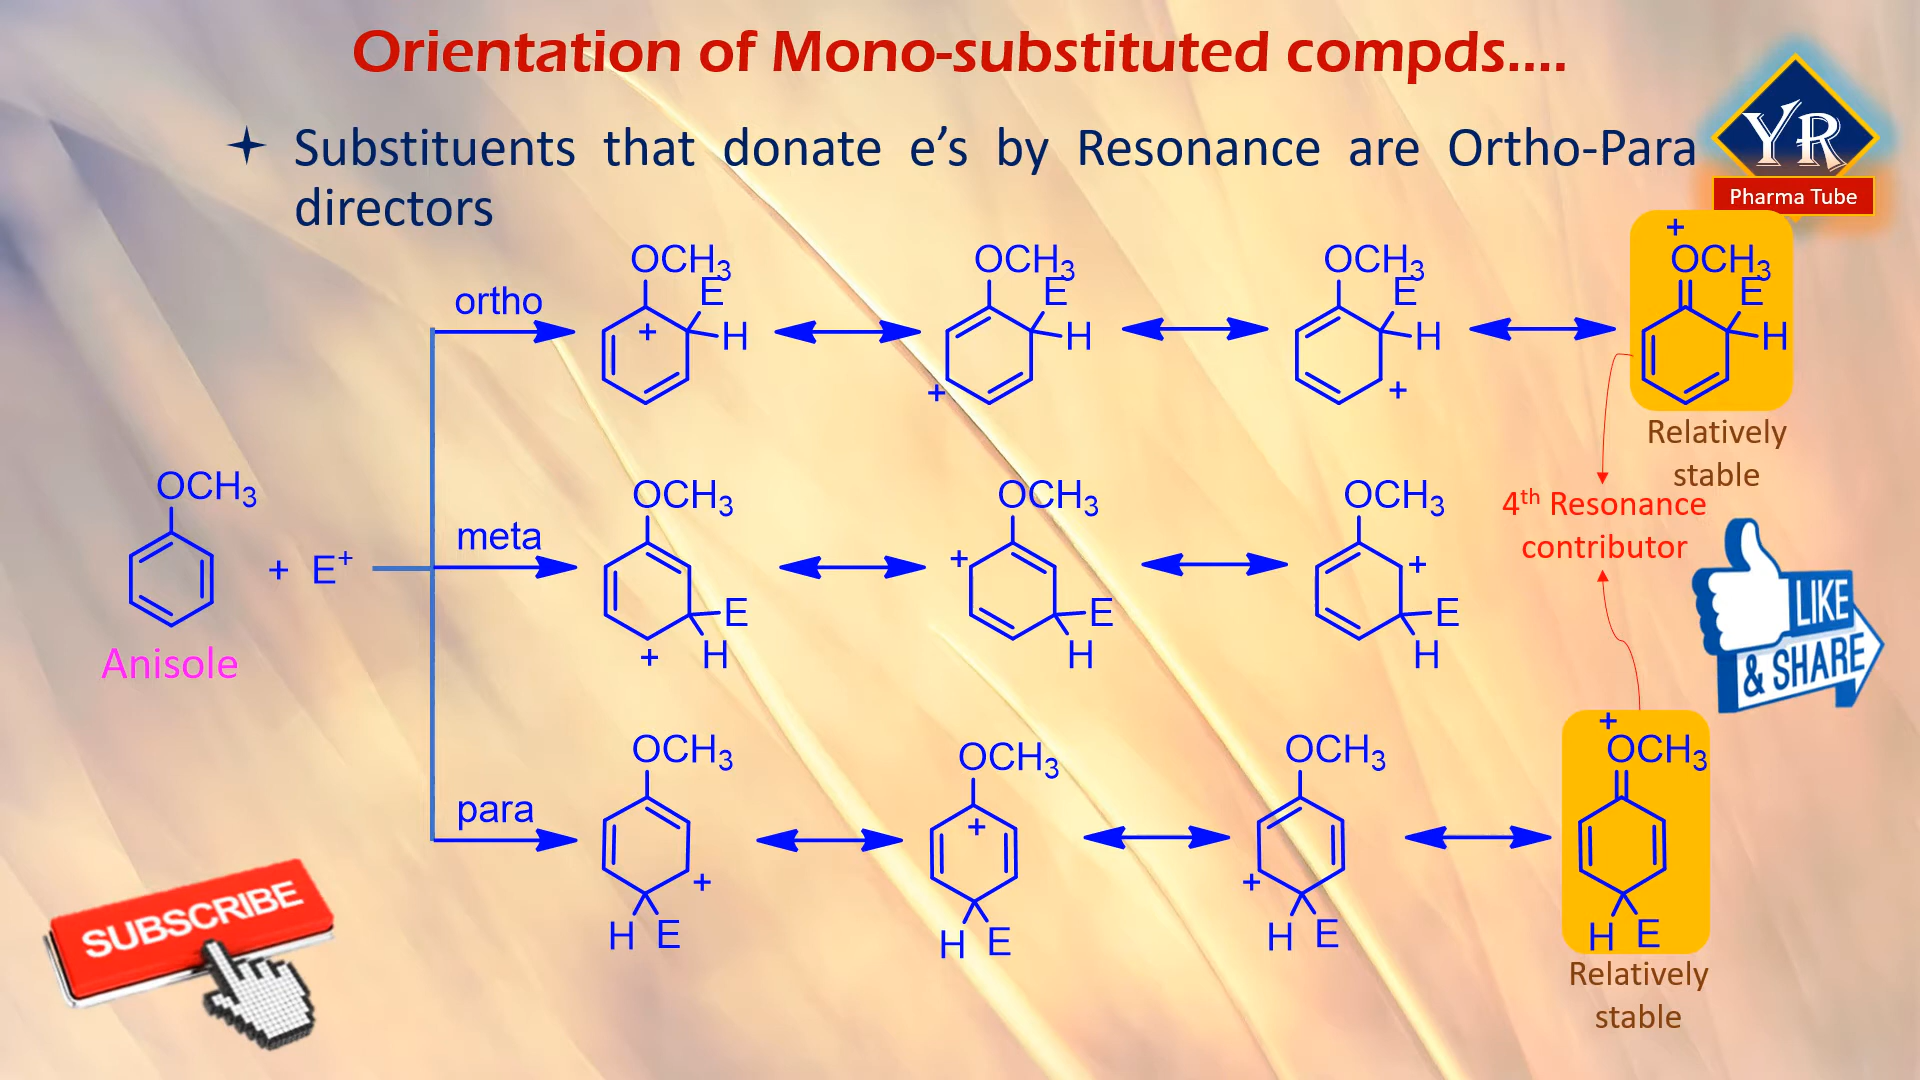 Orientation of Mono-substituted compds....
Substituents that donate e's by Resonance are Ortho-Para
directors
YR
Pharma Tube
ortho
OCH3
E
+
H
OCH3
E
H
+
OCH3
E
H
+
+
OCH3
E
H
Relatively
stable
4th Resonance
contributor
OCH3
+ E+
Anisole
meta
OCH3
E
H
+
OCH3
+
E
H
OCH3
+
E
H
LIKE
& SHARE
para
OCH3
+
H E
OCH3
+
H E
OCH3
+
H E
+
OCH3
H E
Relatively
stable
SUBSCRIBE